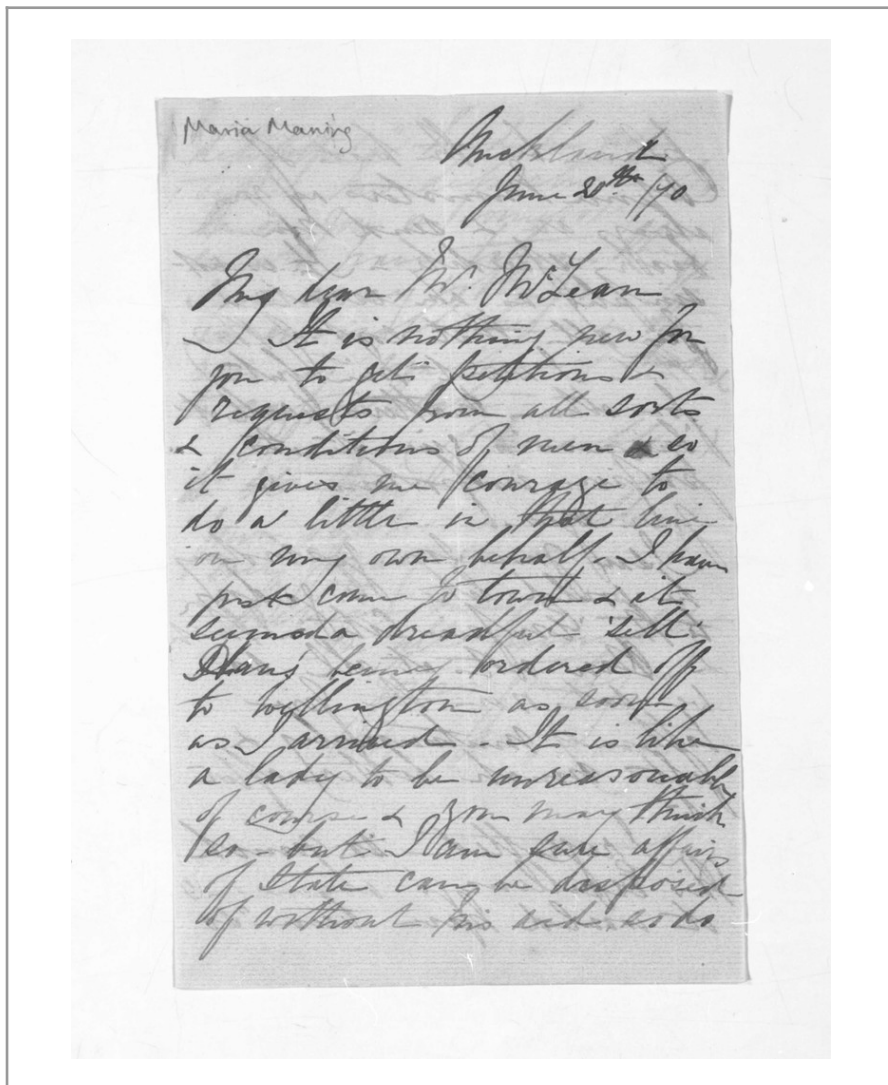 Maria Maning
Auckland
June 20th /70
My dear Mr. McLean
It is nothing new for
you to get petitions &
requests from all sorts
& conditions of men & so
it gives me courage to
do a little in that line
on my own behalf - I have
just come to town & it
seemed a dreadful 'sell'
being ordered off
to Wellington as soon
as I arrived - It is like
a lady to be unreasonable
of course & you may think
so - but I am sure affairs
of State can be disposed
of without his aid so do